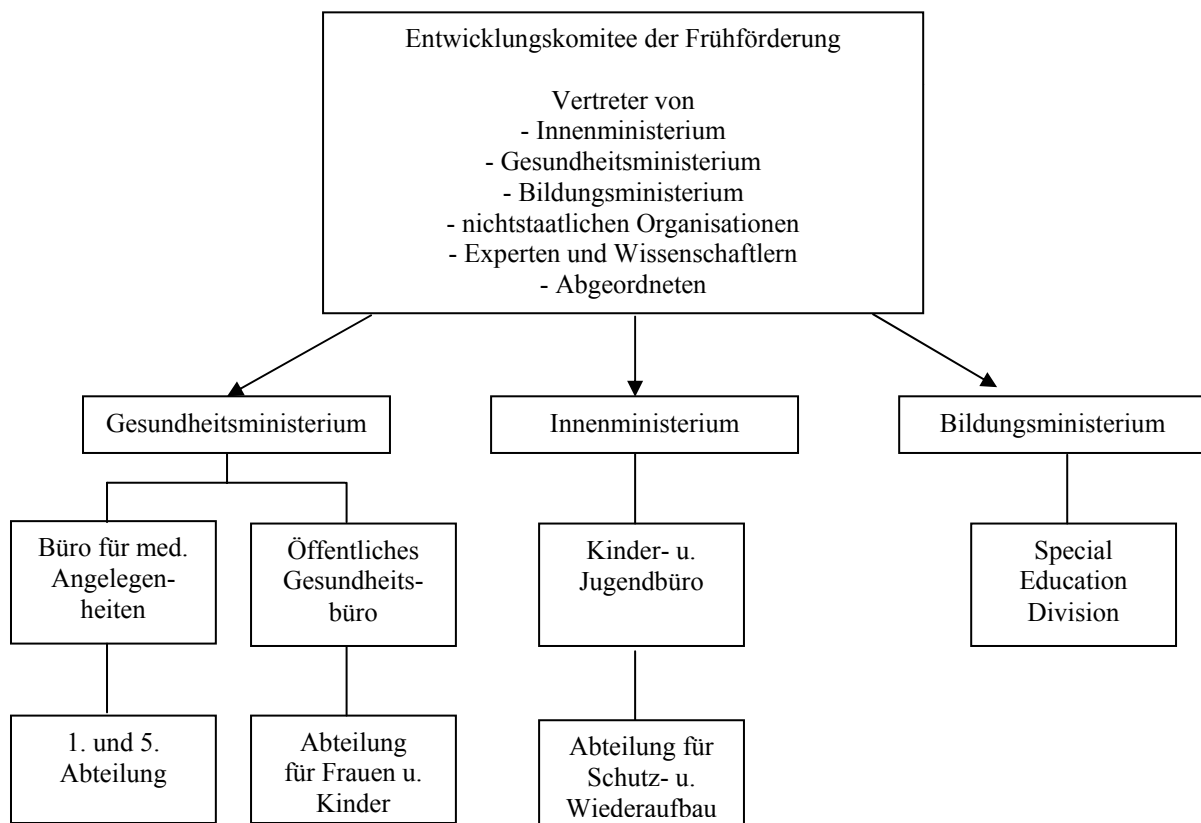 Entwicklungskomitee der Frühförderung
Vertreter von
- Innenministerium
- Gesundheitsministerium
- Bildungsministerium
- nichtstaatlichen Organisationen
- Experten und Wissenschaftlern
- Abgeordneten
Gesundheitsministerium
Innenministerium
Bildungsministerium
Büro für med.
Angelegen-
heiten
Öffentliches
Gesundheits-
büro
Kinder- u.
Jugendbüro
Special
Education
Division
1. und 5.
Abteilung
Abteilung
für Frauen u.
Kinder
Abteilung für
Schutz- u.
Wiederaufbau